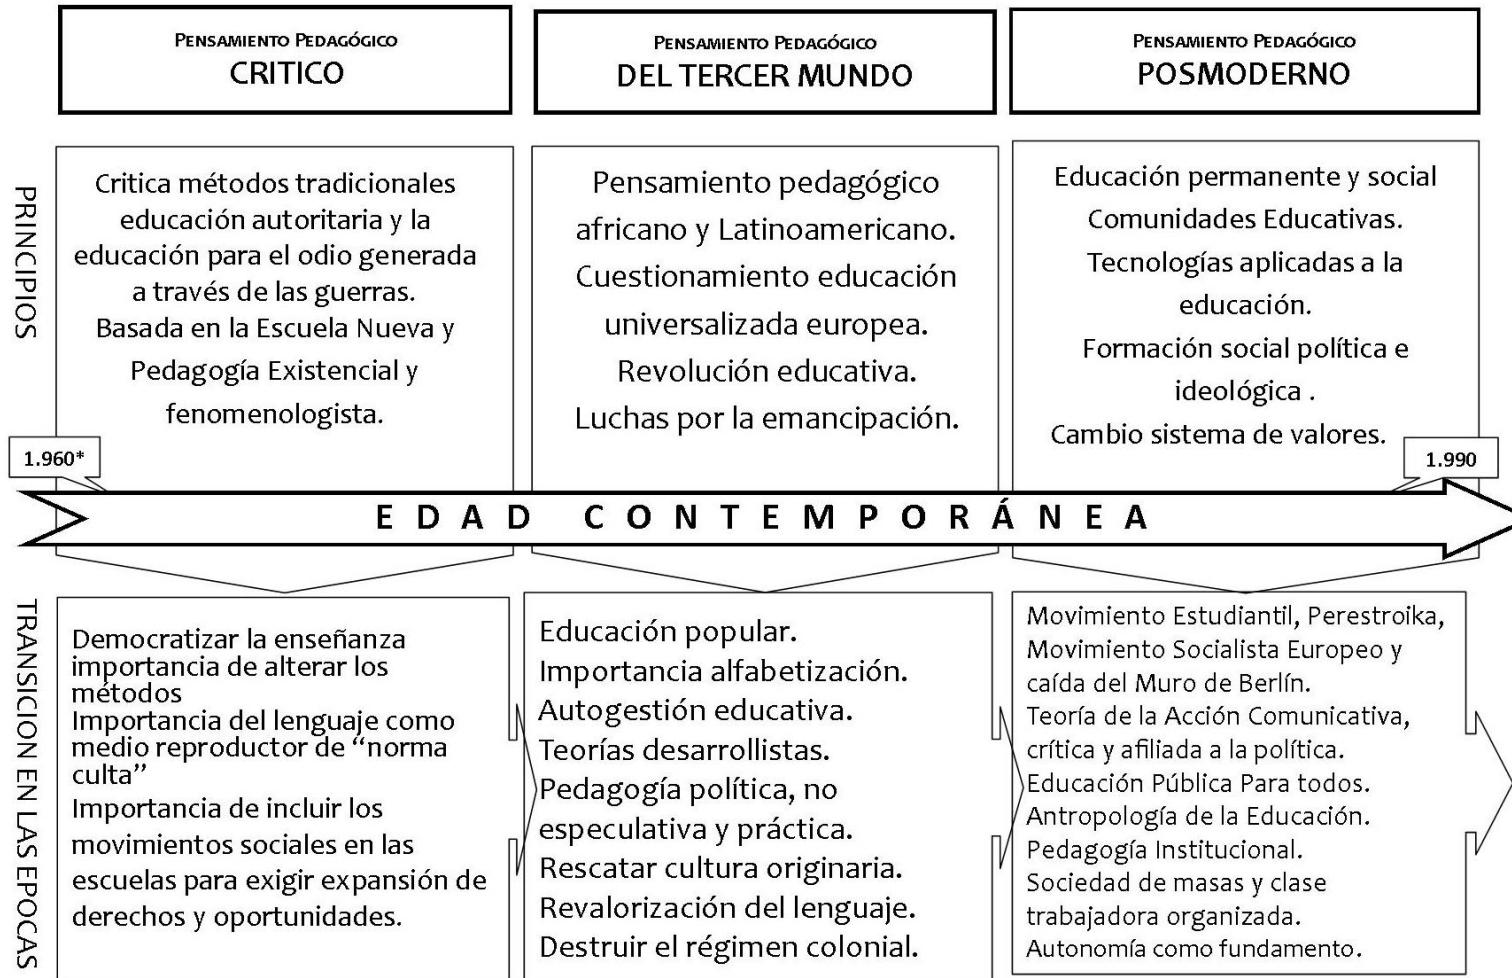 PENSAMIENTO PEDAGÓGICO
CRITICO
PENSAMIENTO PEDAGÓGICO
DEL TERCER MUNDO
PENSAMIENTO PEDAGÓGICO
POSMODERNO
PRINCIPIOS
Critica métodos tradicionales
educación autoritaria y la
educación para el odio generada
a través de las guerras.
Basada en la Escuela Nueva y
Pedagogía Existencial y
fenomenologista.
Pensamiento pedagógico
africano y Latinoamericano.
Cuestionamiento educación
universalizada europea.
Revolución educativa.
Luchas por la emancipación.
Educación permanente y social
Comunidades Educativas.
Tecnologías aplicadas a la
educación.
Formación social política e
ideológica .
Cambio sistema de valores.
1.960*
1.990
EDAD CONTEMPORÁNEA
TRANSICION EN LAS EPOCAS
Democratizar la enseñanza
importancia de alterar los
métodos
Importancia del lenguaje como
medio reproductor de “norma
culta”
Importancia de incluir los
movimientos sociales en las
escuelas para exigir expansión de
derechos y oportunidades.
Educación popular.
Importancia alfabetización.
Autogestión educativa.
Teorías desarrollistas.
Pedagogía política, no
especulativa y práctica.
Rescatar cultura originaria.
Revalorización del lenguaje.
Destruir el régimen colonial.
Movimiento Estudiantil, Perestroika,
Movimiento Socialista Europeo y
caída del Muro de Berlín.
Teoría de la Acción Comunicativa,
crítica y afiliada a la política.
Educación Pública Para todos.
Antropología de la Educación.
Pedagogía Institucional.
Sociedad de masas y clase
trabajadora organizada.
Autonomía como fundamento.